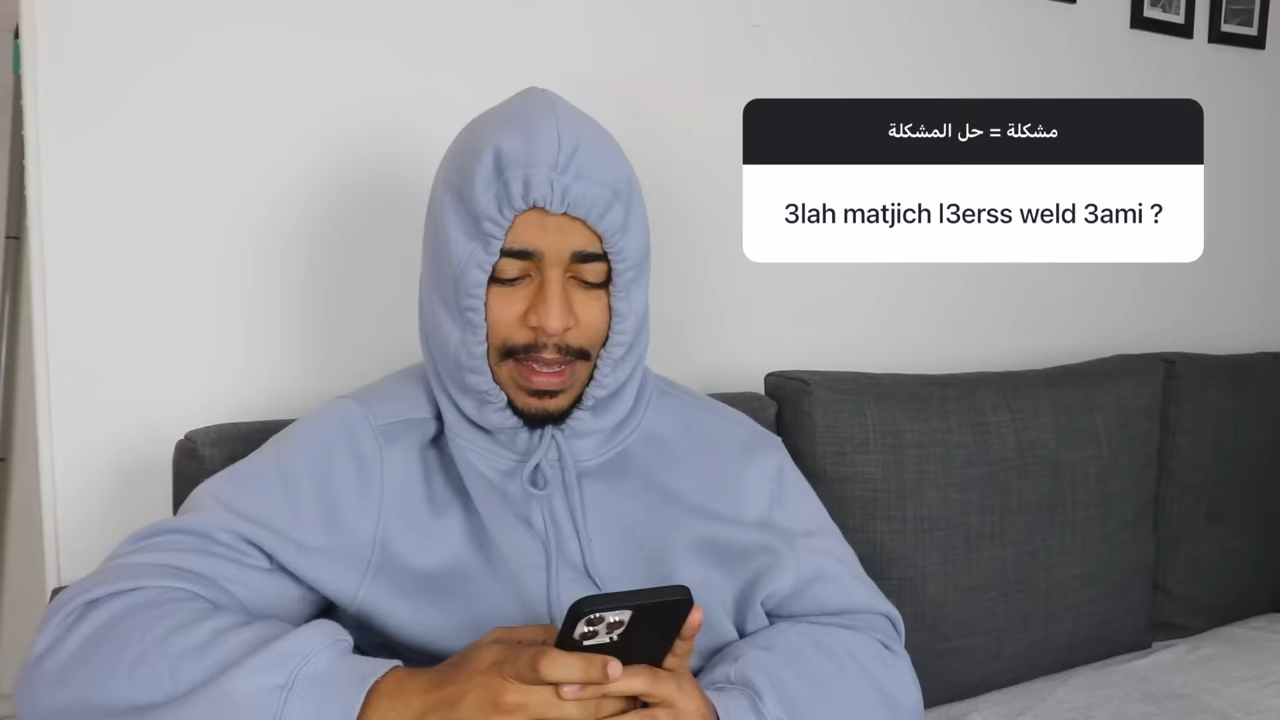 مشكلة = حل المشكلة
3lah matjich l3erss weld 3ami ?